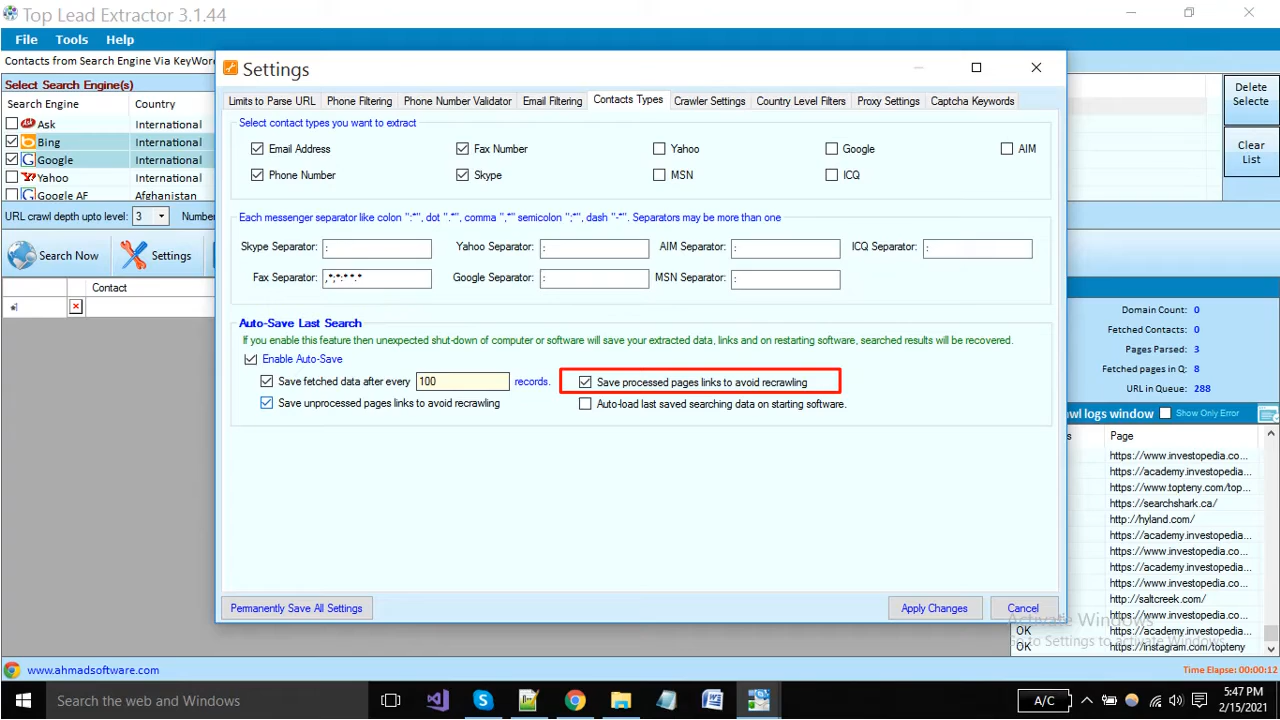 Top Lead Extractor 3.1.44
File Tools Help
Contacts from Search Engine Via KeyWor
Select Search Engine(s)
Search Engine Country
Ask International
Bing International
Google International
Yahoo International
Google AF Afghanistan
URL crawl depth upto level: 3 Number
Search Now Settings
Contact
Delete
Selecte
Clear
List
Settings
Limits to Parse URL Phone Filtering Phone Number Validator Email Filtering Contacts Types Crawler Settings Country Level Filters Proxy Settings Captcha Keywords
Select contact types you want to extract
Email Address Fax Number Yahoo Google AIM
Phone Number Skype MSN ICQ
Each messenger separator like colon ":*", dot ".*", comma ",*" semicolon ";*", dash "-*". Separators may be more than one
Skype Separator: : Yahoo Separator: : AIM Separator: : ICQ Separator: :
Fax Separator: Google Separator: : MSN Separator: :
Auto-Save Last Search
If you enable this feature then unexpected shut-down of computer or software will save your extracted data, links and on restarting software, searched results will be recovered.
Enable Auto-Save
Save fetched data after every 100 records. Save processed pages links to avoid recrawling
Save unprocessed pages links to avoid recrawling Auto-load last saved searching data on starting software.
Permanently Save All Settings Apply Changes Cancel
Domain Count: 0
Fetched Contacts: 0
Pages Parsed: 3
Fetched pages in Q: 8
URL in Queue: 288
wl logs window Show Only Error
s Page
https://www.investopedia.co...
https://academy.investopedia...
https://www.topteny.com/top...
https://searchshark.ca/
http://hyland.com/
https://academy.investopedia...
https://www.investopedia.co...
https://academy.investopedia...
https://www.investopedia.co...
http://saltcreek.com/
https://www.investopedia.co...
OK https://academy.investopedia...
OK https://instagram.com/topteny
Activate Windows
Go to Settings to activate Windows.
www.ahmadsoftware.com Time Elapse: 00:00:12
Search the web and Windows
A/C
5:47 PM
2/15/2021